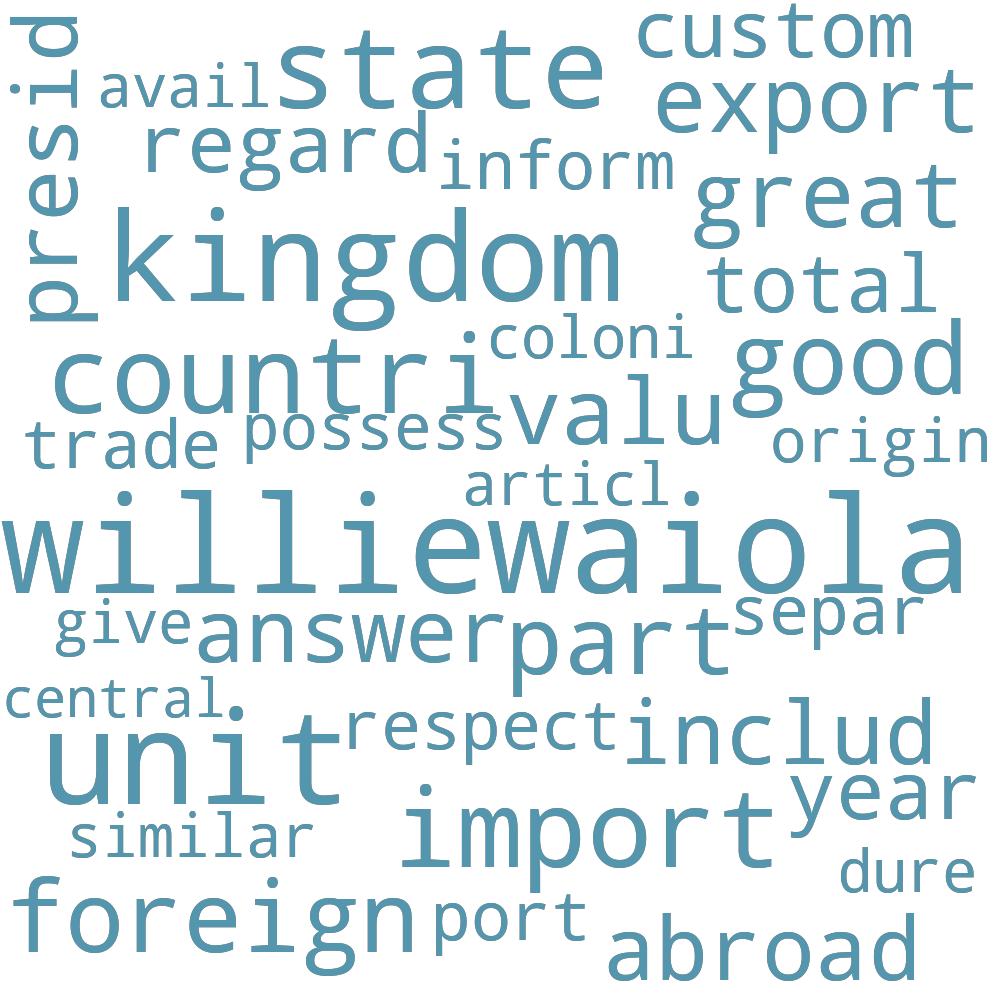 presid
custom
state
avail
export
regard
inform
great
kingdom
total
coloni
good
countri
valu
possess
trade
origin
articl
williewaiola
give
answer
part
separ
central
unit
respect
includ
year
import
similar
dure
foreign
port
abroad